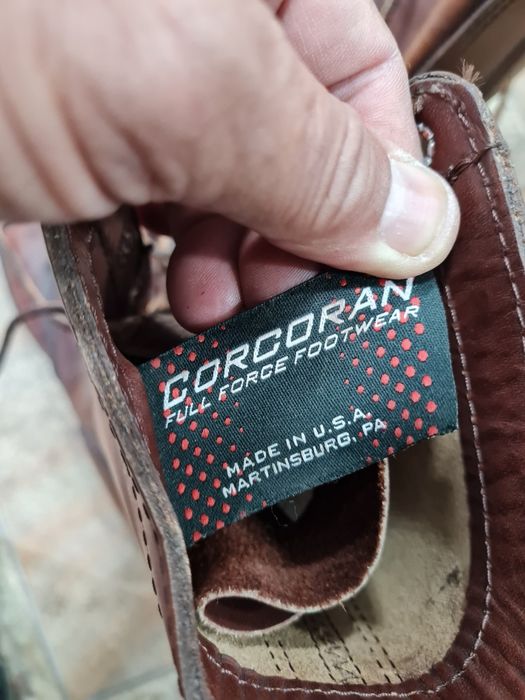 CORCORAN
FULL FORCE FOOTWEAR
MADE IN U.S.A.
MARTINSBURG, PA